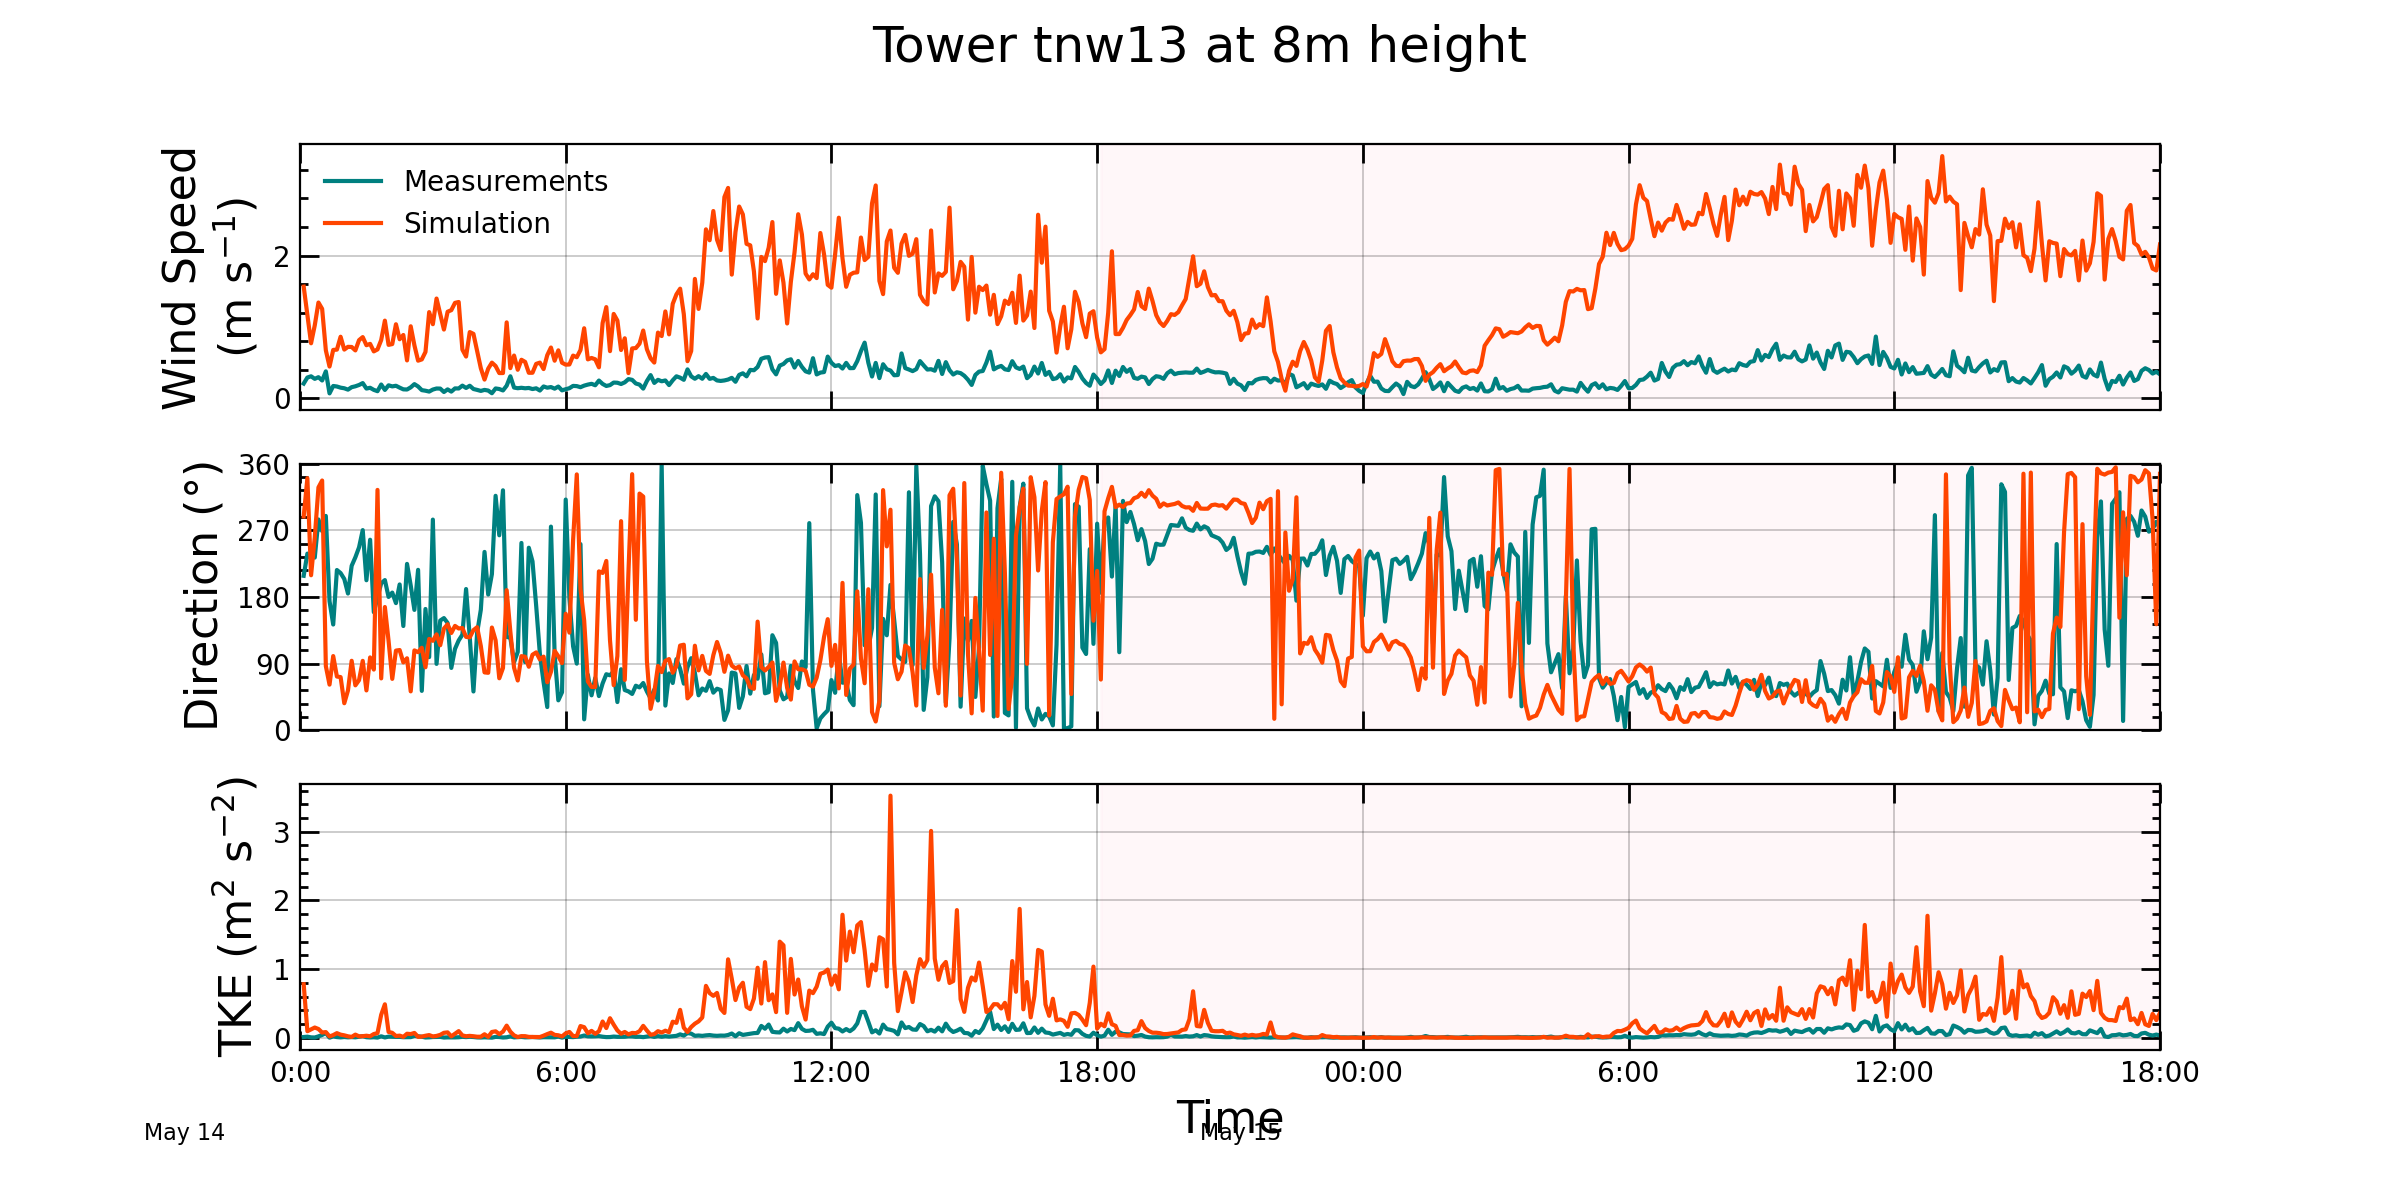 Tower tnw13 at 8m height
Wind Speed
(m s⁻¹)
2
0
Measurements
Simulation
Direction (°)
360
270
180
90
0
TKE (m² s⁻²)
3
2
1
0
0:00 6:00 12:00 18:00 00:00 6:00 12:00 18:00
Time
May 14 May 15